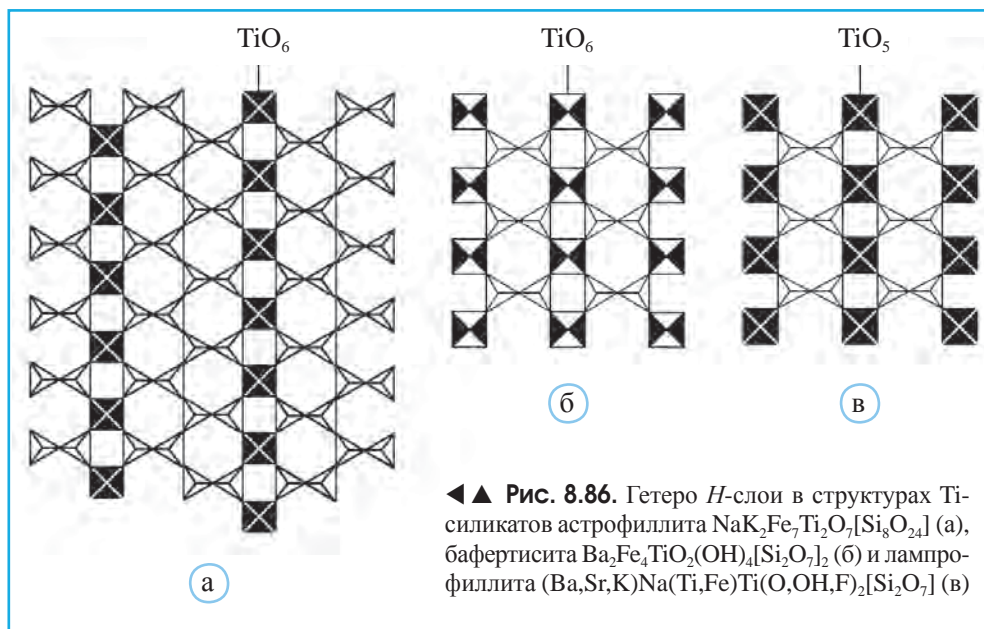 TiO₆
TiO₆
TiO₅
а
б
в
◀▲ Рис. 8.86. Гетеро H-слои в структурах Ti-
силикатов астрофиллита NaK₂Fe₇Ti₂O₇[Si₈O₂₄] (а),
бафертисита Ba₂Fe₄TiO₂(OH)₄[Si₂O₇]₂ (б) и лампро-
филлита (Ba,Sr,K)Na(Ti,Fe)Ti(O,OH,F)₂[Si₂O₇] (в)